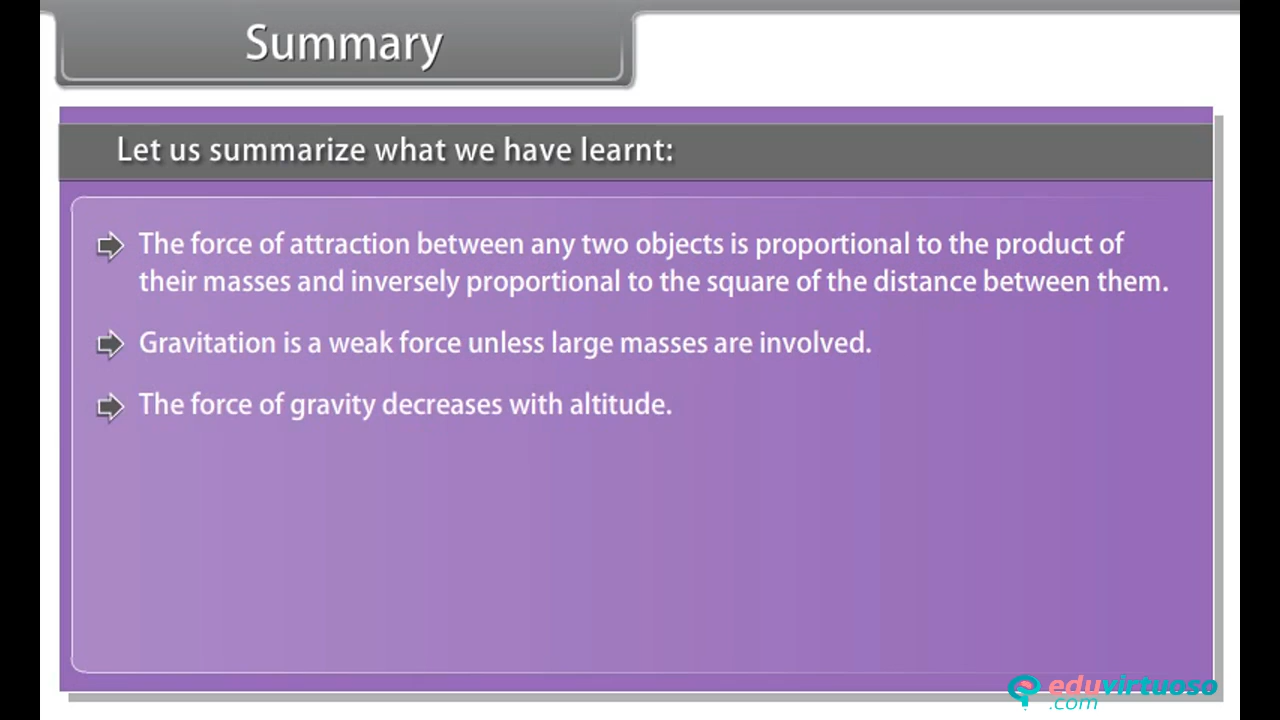 Summary
Let us summarize what we have learnt:
The force of attraction between any two objects is proportional to the product of
their masses and inversely proportional to the square of the distance between them.
Gravitation is a weak force unless large masses are involved.
The force of gravity decreases with altitude.
eduvirtuoso
.com